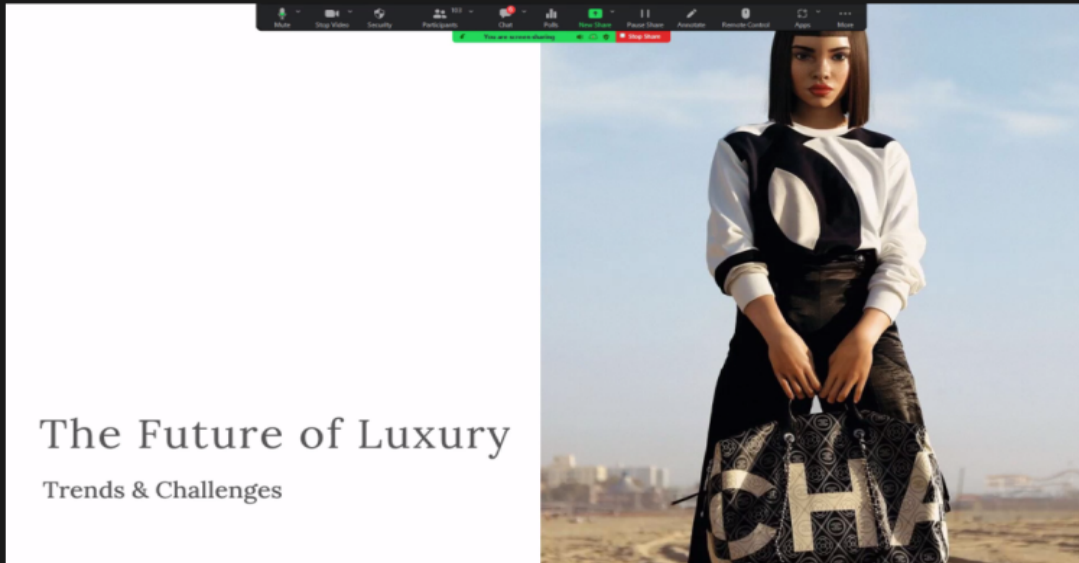 Mute
Stop Video
Security
Participants
Chat
Polls
New Share
Pause Share
Annotate
Remote Control
Apps
More
You are screen sharing
Stop Share
The Future of Luxury
Trends & Challenges
CHA